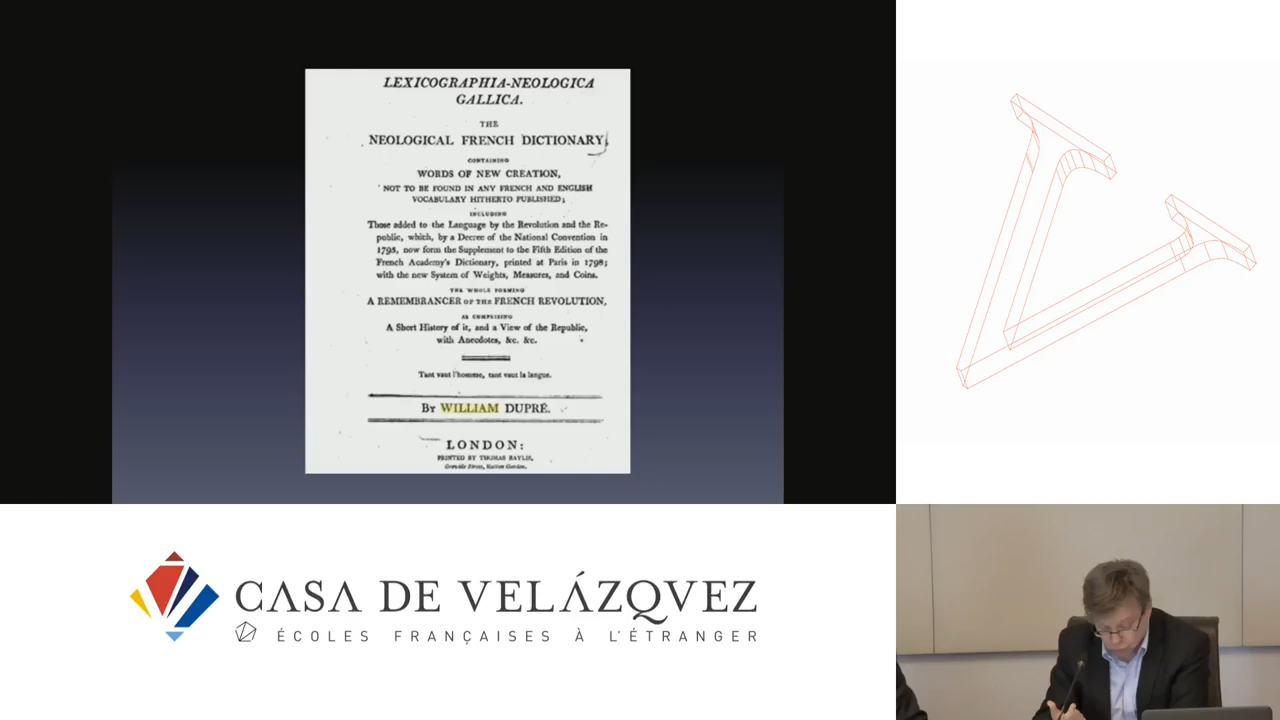 LEXICOGRAPHIA-NEOLOGICA
GALLICA.
THE
NEOLOGICAL FRENCH DICTIONARY;
CONTAINING
WORDS OF NEW CREATION,
NOT TO BE FOUND IN ANY FRENCH AND ENGLISH
VOCABULARY HITHERTO PUBLISHED;
INCLUDING
Those added to the Language by the Revolution and the Re-
public, which, by a Decree of the National Convention in
1795, now form the Supplement to the Fifth Edition of the
French Academy's Dictionary, printed at Paris in 1798;
with the new System of Weights, Measures, and Coins.
THE WHOLE FORMING
A REMEMBRANCER OF THE FRENCH REVOLUTION,
AS COMPRISING
A Short History of it, and a View of the Republic,
with Anecdotes, &c. &c.
Tant vaut l'homme, tant vaut la langue.
By WILLIAM DUPRÉ.
LONDON:
PRINTED BY THOMAS BAYLIS,
Greville Street, Hatton Garden.
CASA DE VELÁZQVEZ
ÉCOLES FRANÇAISES À L'ÉTRANGER